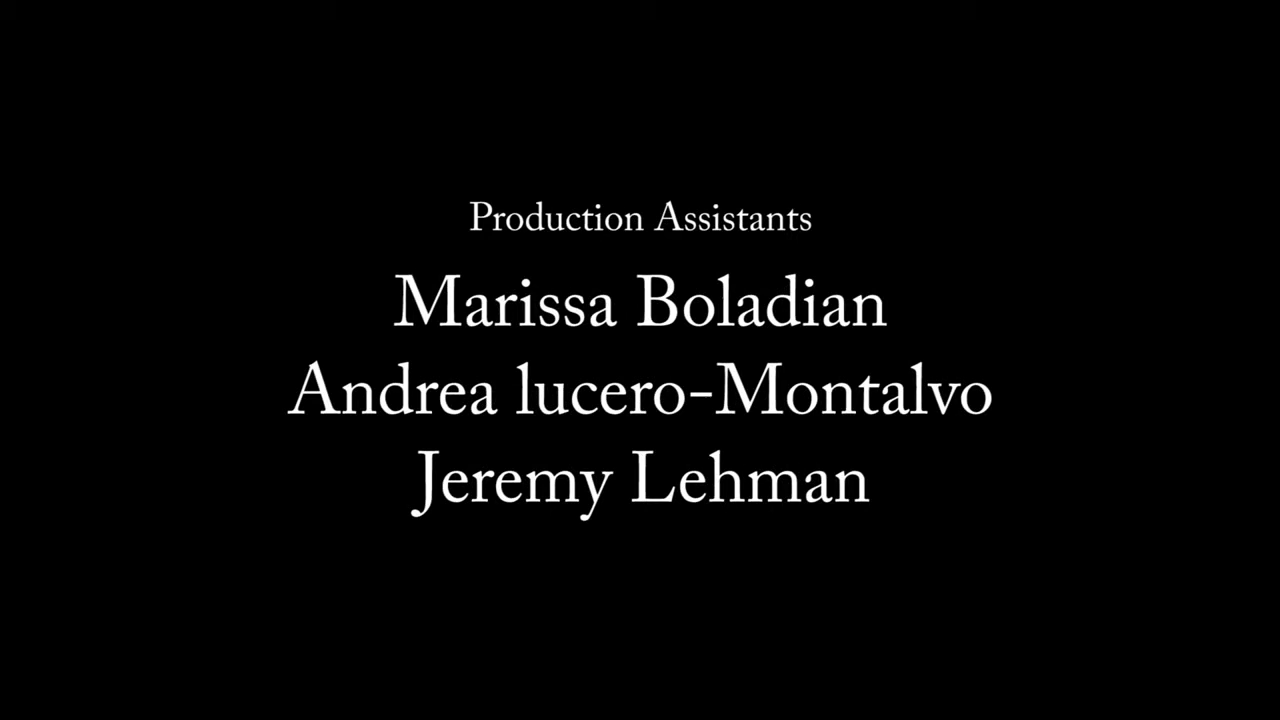 Production Assistants
Marissa Boladian
Andrea lucero-Montalvo
Jeremy Lehman